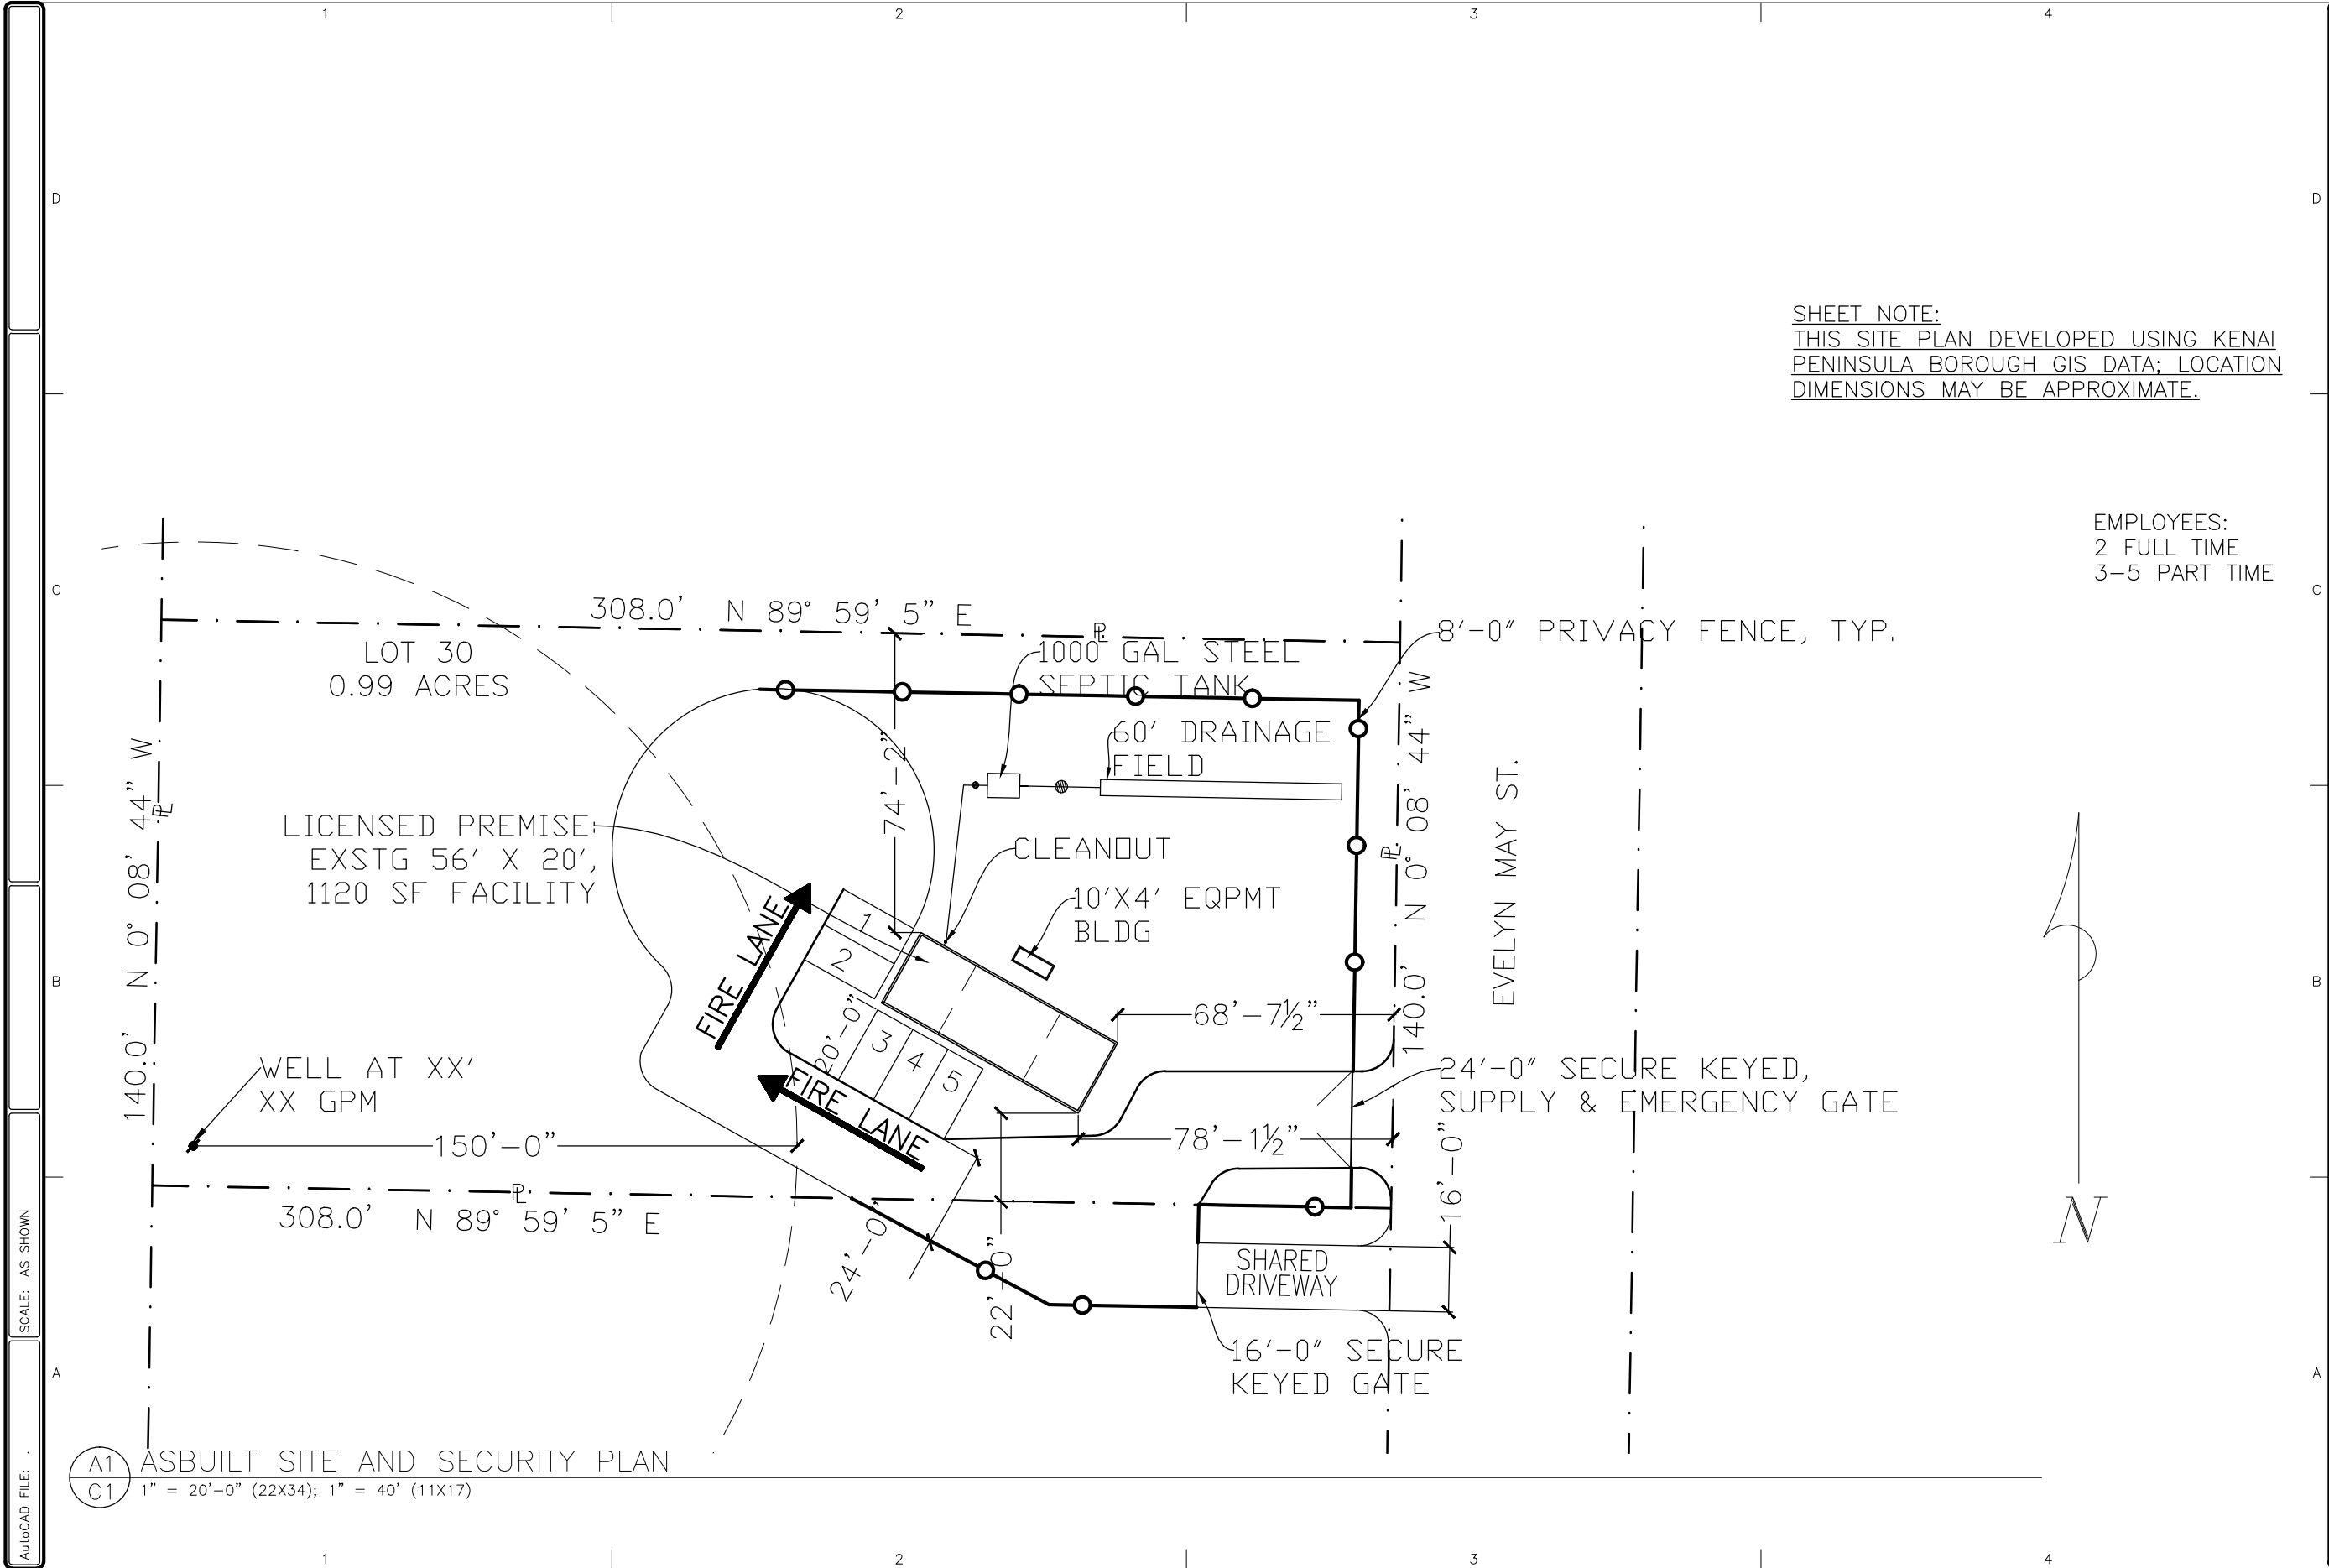 1
2
3
4
D
D
SHEET NOTE:
THIS SITE PLAN DEVELOPED USING KENAI
PENINSULA BOROUGH GIS DATA; LOCATION
DIMENSIONS MAY BE APPROXIMATE.
EMPLOYEES:
2 FULL TIME
3-5 PART TIME
C
C
308.0' N 89° 59' 5" E
PL
LOT 30
0.99 ACRES
1000 GAL STEEL
SEPTIC TANK
8'-0" PRIVACY FENCE, TYP.
60' DRAINAGE
FIELD
74'-2"
140.0' N 0° 08' 44" W
PL
140.0' N 0° 08' 44" W
PL
EVELYN MAY ST.
LICENSED PREMISE:
EXSTG 56' X 20',
1120 SF FACILITY
CLEANOUT
10'X4' EQPMT
BLDG
FIRE LANE
1
2
3
4
5
20'-0"
FIRE LANE
B
B
68'-7½"
78'-1½"
24'-0" SECURE KEYED,
SUPPLY & EMERGENCY GATE
WELL AT XX'
XX GPM
150'-0"
PL
308.0' N 89° 59' 5" E
24'-0"
22'-0"
16'-0"
SHARED
DRIVEWAY
16'-0" SECURE
KEYED GATE
N
A
A
A1
C1
ASBUILT SITE AND SECURITY PLAN
1" = 20'-0" (22X34); 1" = 40' (11X17)
SCALE: AS SHOWN
AutoCAD FILE: .
1
2
3
4